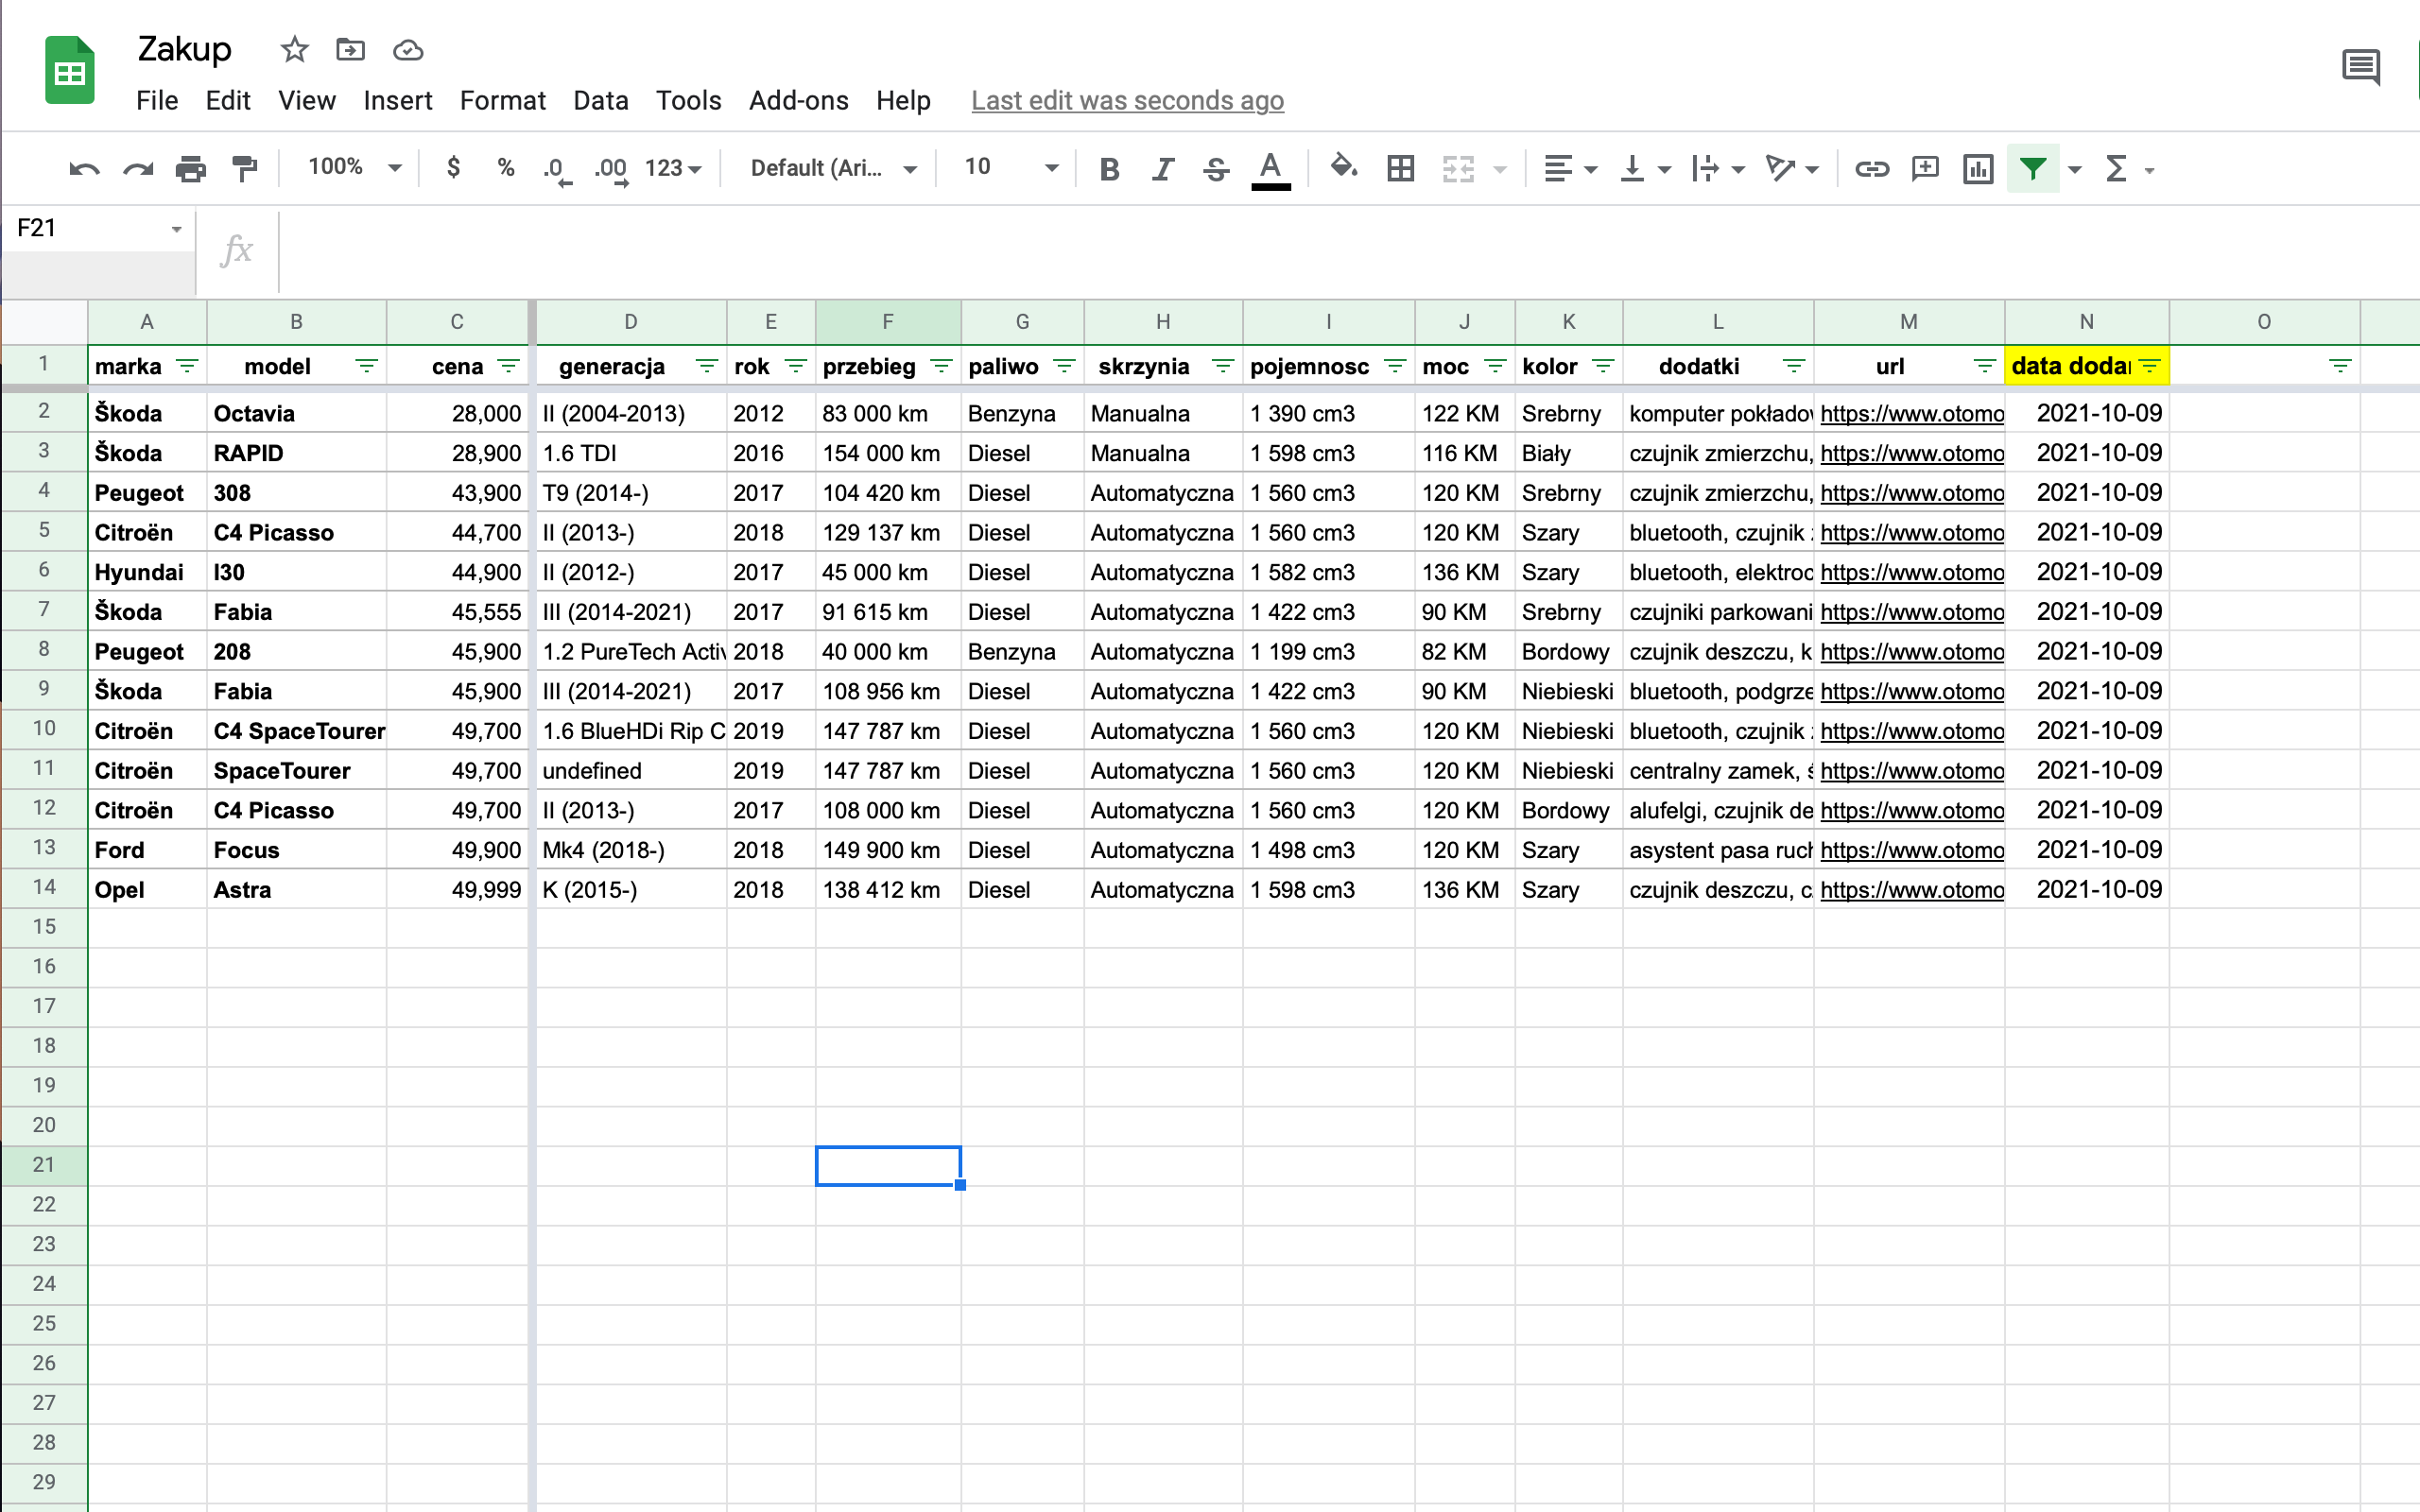 Zakup
File Edit View Insert Format Data Tools Add-ons Help Last edit was seconds ago
100% $ % .0 .00 123 Default (Ari... 10 B I S A Σ
F21 fx
A B C D E F G H I J K L M N O
1 marka model cena generacja rok przebieg paliwo skrzynia pojemnosc moc kolor dodatki url data doda
2 Škoda Octavia 28,000 II (2004-2013) 2012 83 000 km Benzyna Manualna 1 390 cm3 122 KM Srebrny komputer pokłado https://www.otomo 2021-10-09
3 Škoda RAPID 28,900 1.6 TDI 2016 154 000 km Diesel Manualna 1 598 cm3 116 KM Biały czujnik zmierzchu, https://www.otomo 2021-10-09
4 Peugeot 308 43,900 T9 (2014-) 2017 104 420 km Diesel Automatyczna 1 560 cm3 120 KM Srebrny czujnik zmierzchu, https://www.otomo 2021-10-09
5 Citroën C4 Picasso 44,700 II (2013-) 2018 129 137 km Diesel Automatyczna 1 560 cm3 120 KM Szary bluetooth, czujnik https://www.otomo 2021-10-09
6 Hyundai I30 44,900 II (2012-) 2017 45 000 km Diesel Automatyczna 1 582 cm3 136 KM Szary bluetooth, elektroc https://www.otomo 2021-10-09
7 Škoda Fabia 45,555 III (2014-2021) 2017 91 615 km Diesel Automatyczna 1 422 cm3 90 KM Srebrny czujniki parkowani https://www.otomo 2021-10-09
8 Peugeot 208 45,900 1.2 PureTech Activ 2018 40 000 km Benzyna Automatyczna 1 199 cm3 82 KM Bordowy czujnik deszczu, k https://www.otomo 2021-10-09
9 Škoda Fabia 45,900 III (2014-2021) 2017 108 956 km Diesel Automatyczna 1 422 cm3 90 KM Niebieski bluetooth, podgrze https://www.otomo 2021-10-09
10 Citroën C4 SpaceTourer 49,700 1.6 BlueHDi Rip C 2019 147 787 km Diesel Automatyczna 1 560 cm3 120 KM Niebieski bluetooth, czujnik https://www.otomo 2021-10-09
11 Citroën SpaceTourer 49,700 undefined 2019 147 787 km Diesel Automatyczna 1 560 cm3 120 KM Niebieski centralny zamek, ś https://www.otomo 2021-10-09
12 Citroën C4 Picasso 49,700 II (2013-) 2017 108 000 km Diesel Automatyczna 1 560 cm3 120 KM Bordowy alufelgi, czujnik de https://www.otomo 2021-10-09
13 Ford Focus 49,900 Mk4 (2018-) 2018 149 900 km Diesel Automatyczna 1 498 cm3 120 KM Szary asystent pasa ruch https://www.otomo 2021-10-09
14 Opel Astra 49,999 K (2015-) 2018 138 412 km Diesel Automatyczna 1 598 cm3 136 KM Szary czujnik deszczu, c https://www.otomo 2021-10-09
15
16
17
18
19
20
21
22
23
24
25
26
27
28
29